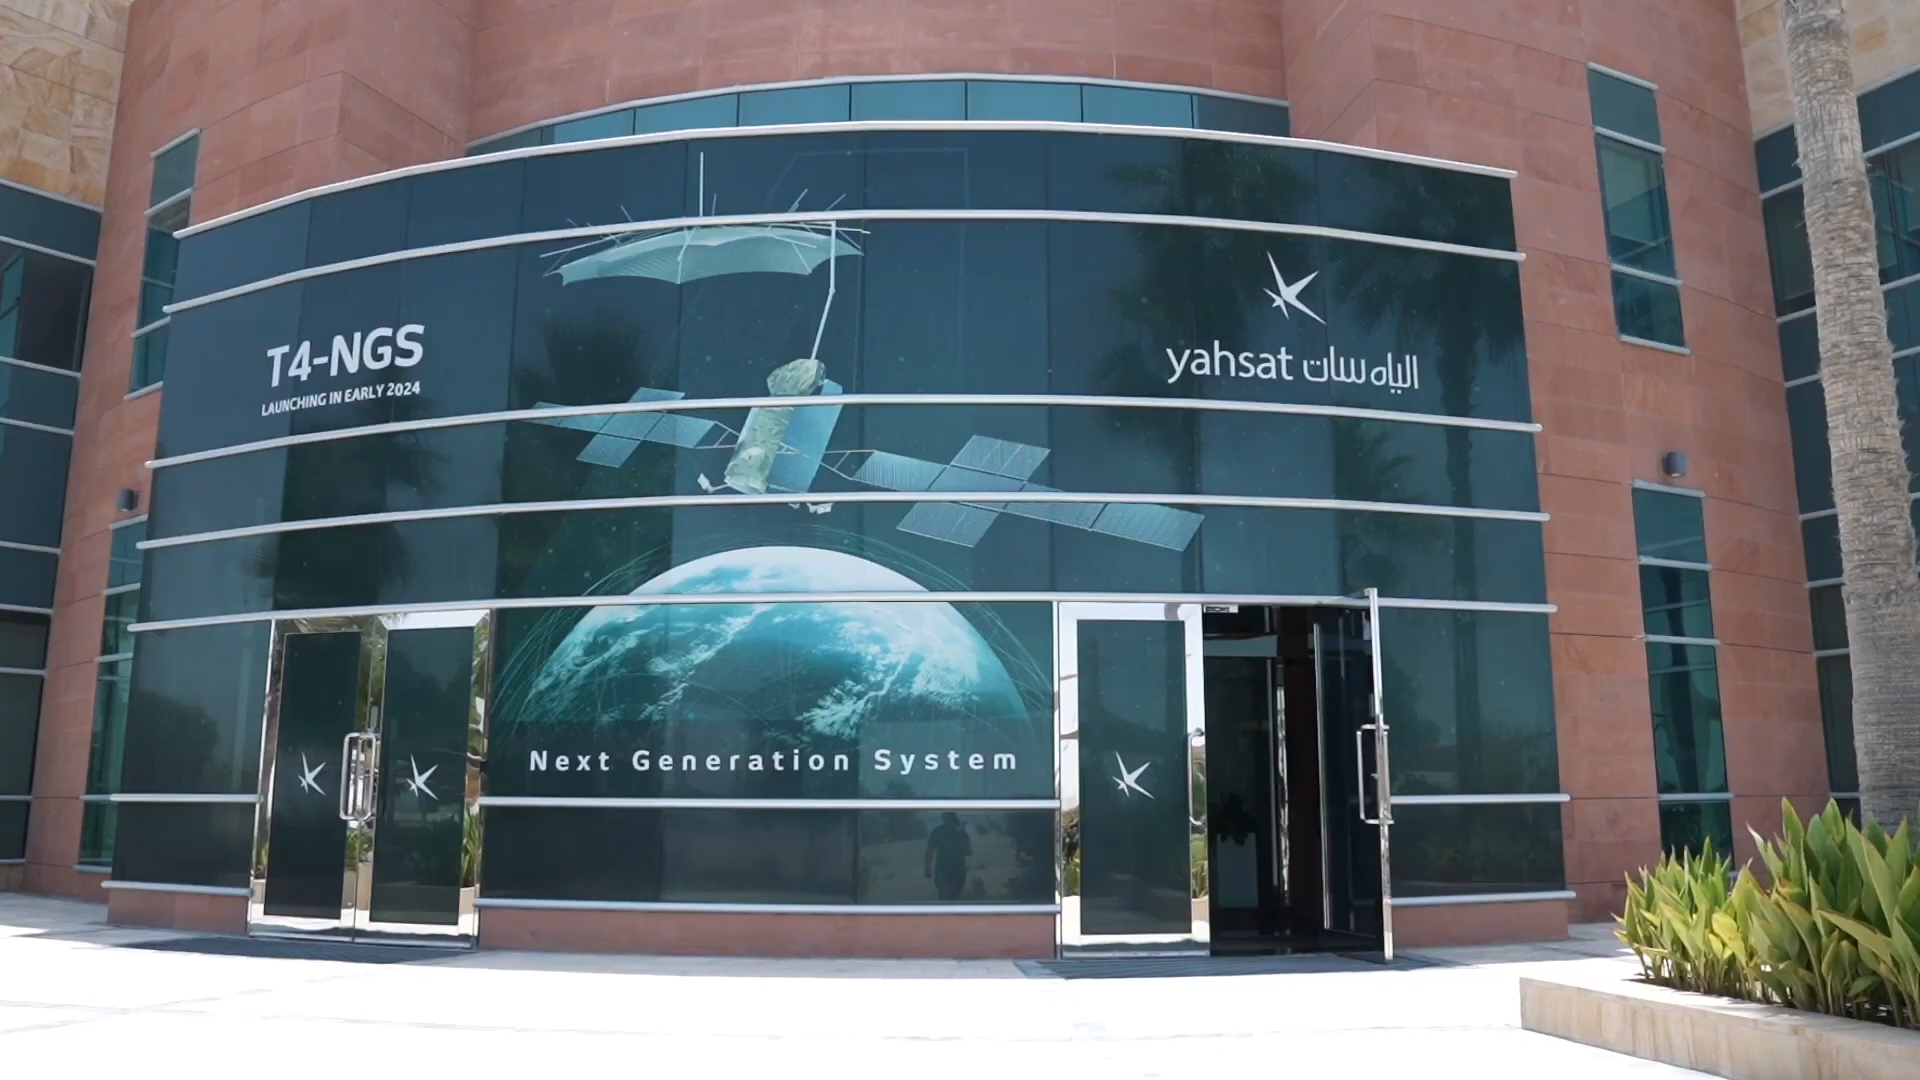 T4-NGS
LAUNCHING IN EARLY 2024
yahsat الياه سات
Next Generation System